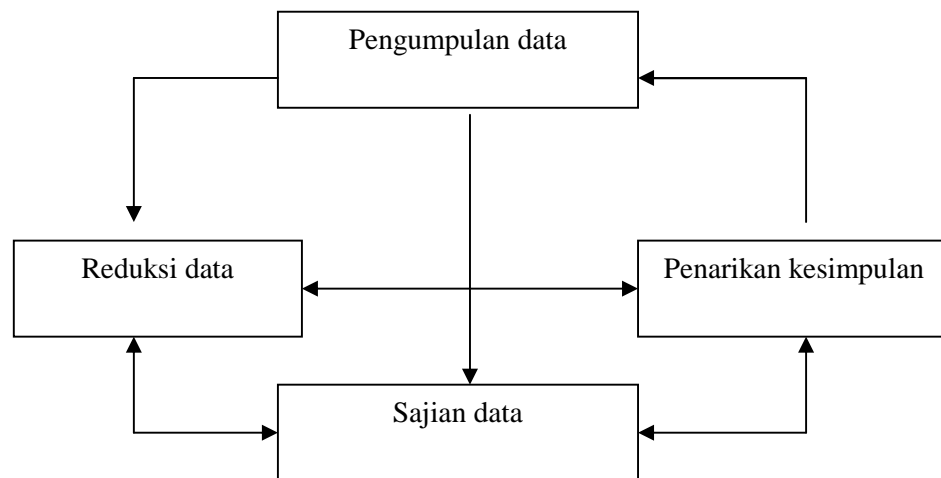 Pengumpulan data
Reduksi data
Penarikan kesimpulan
Sajian data